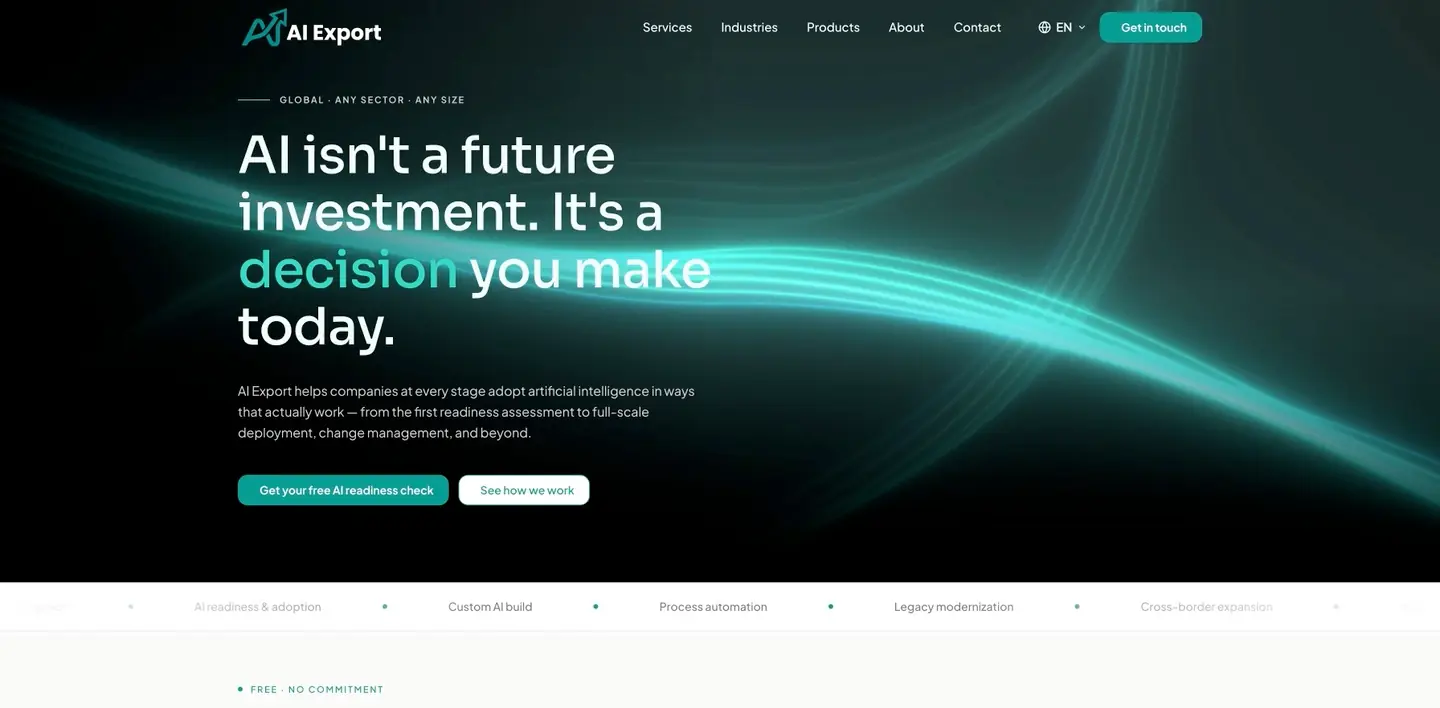 AI Export
Services
Industries
Products
About
Contact
EN
Get in touch
GLOBAL · ANY SECTOR · ANY SIZE
AI isn't a future
investment. It's a
decision you make
today.
AI Export helps companies at every stage adopt artificial intelligence in ways
that actually work — from the first readiness assessment to full-scale
deployment, change management, and beyond.
Get your free AI readiness check
See how we work
AI readiness & adoption
Custom AI build
Process automation
Legacy modernization
Cross-border expansion
FREE · NO COMMITMENT